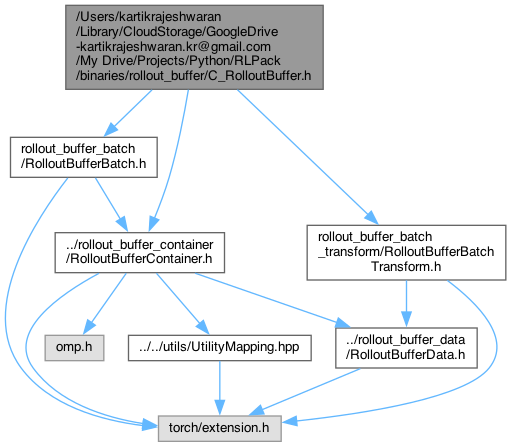 /Users/kartikrajeshwaran
/Library/CloudStorage/GoogleDrive
-kartikrajeshwaran.kr@gmail.com
/My Drive/Projects/Python/RLPack
/binaries/rollout_buffer/C_RolloutBuffer.h
rollout_buffer_batch
/RolloutBufferBatch.h
../rollout_buffer_container
/RolloutBufferContainer.h
rollout_buffer_batch
_transform/RolloutBufferBatch
Transform.h
omp.h
../../utils/UtilityMapping.hpp
../rollout_buffer_data
/RolloutBufferData.h
torch/extension.h